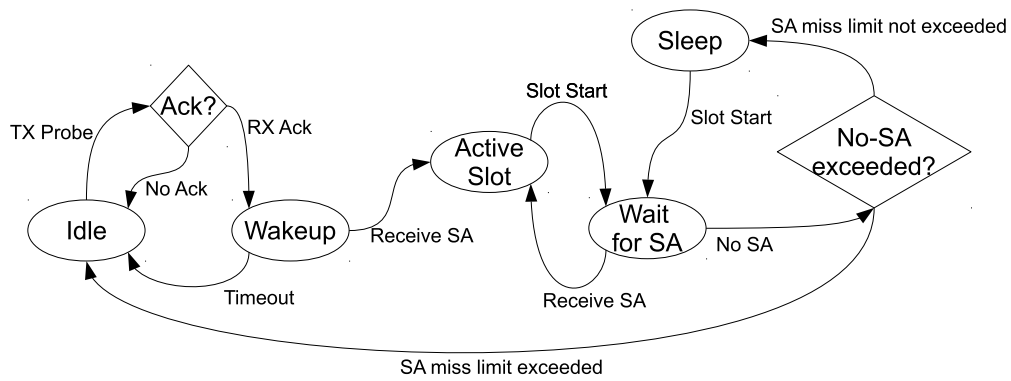 SA miss limit not exceeded
Sleep
Slot Start
Ack?
TX Probe
RX Ack
Slot Start
No-SA
exceeded?
Active
Slot
No Ack
Idle
Wakeup
Receive SA
Wait
for SA
No SA
Timeout
Receive SA
SA miss limit exceeded